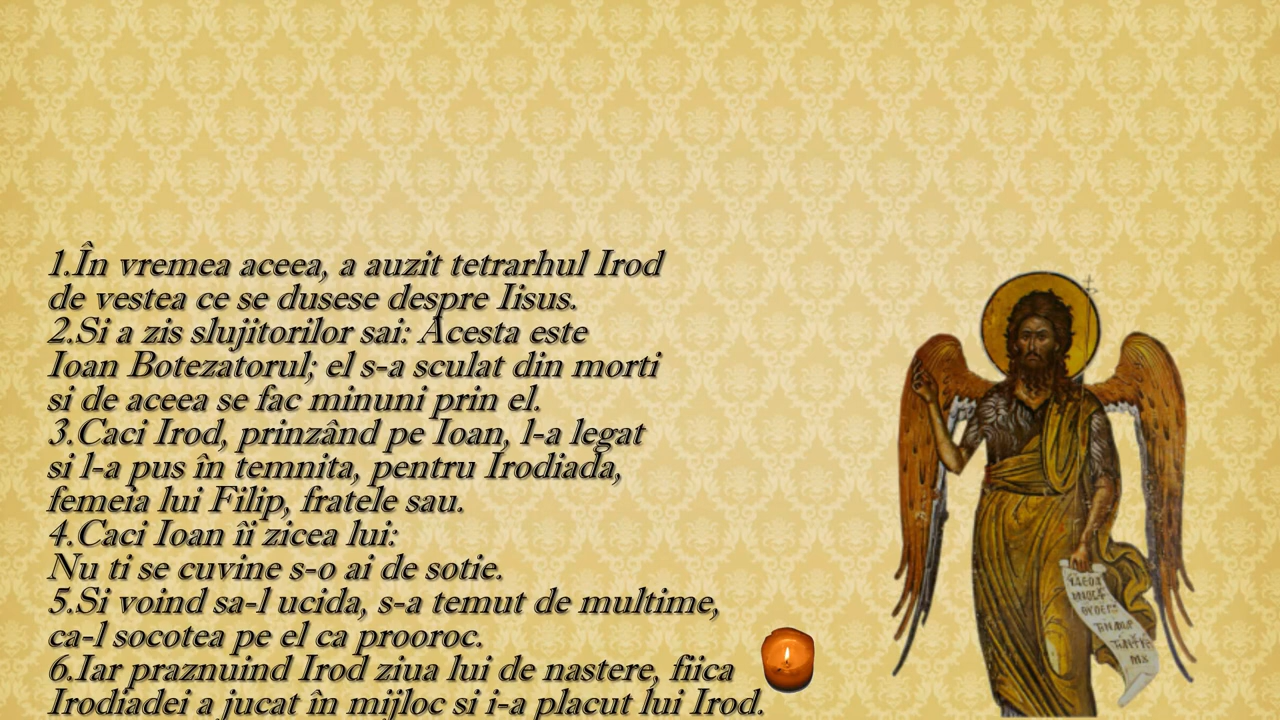 1.În vremea aceea, a auzit tetrarhul Irod
de vestea ce se dusese despre Iisus.
2.Si a zis slujitorilor sai: Acesta este
Ioan Botezatorul; el s-a sculat din morti
si de aceea se fac minuni prin el.
3.Caci Irod, prinzând pe Ioan, l-a legat
si l-a pus în temnita, pentru Irodiada,
femeia lui Filip, fratele sau.
4.Caci Ioan îi zicea lui:
Nu ti se cuvine s-o ai de sotie.
5.Si voind sa-l ucida, s-a temut de multime,
ca-l socotea pe el ca prooroc.
6.Iar praznuind Irod ziua lui de nastere, fiica
Irodiadei a jucat în mijloc si i-a placut lui Irod.